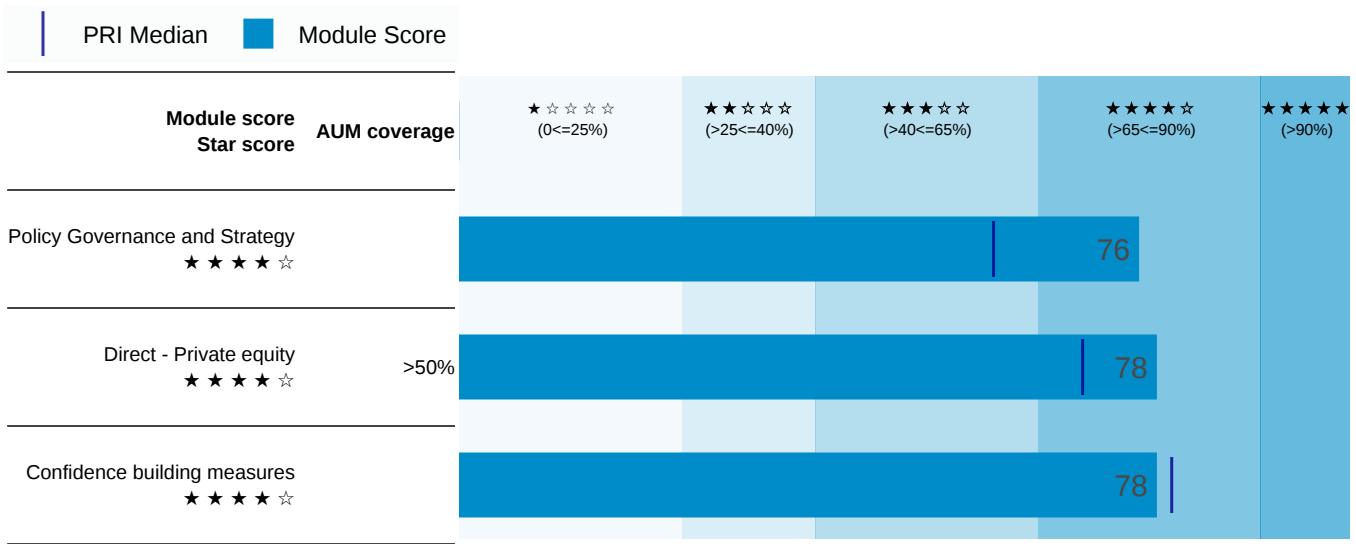 PRI Median
Module Score
Module score
Star score
AUM coverage
★☆☆☆☆
(0<=25%)
★★☆☆☆
(>25<=40%)
★★★☆☆
(>40<=65%)
★★★★☆
(>65<=90%)
★★★★★
(>90%)
Policy Governance and Strategy
★★★★☆
76
Direct - Private equity
★★★★☆
>50%
78
Confidence building measures
★★★★☆
78